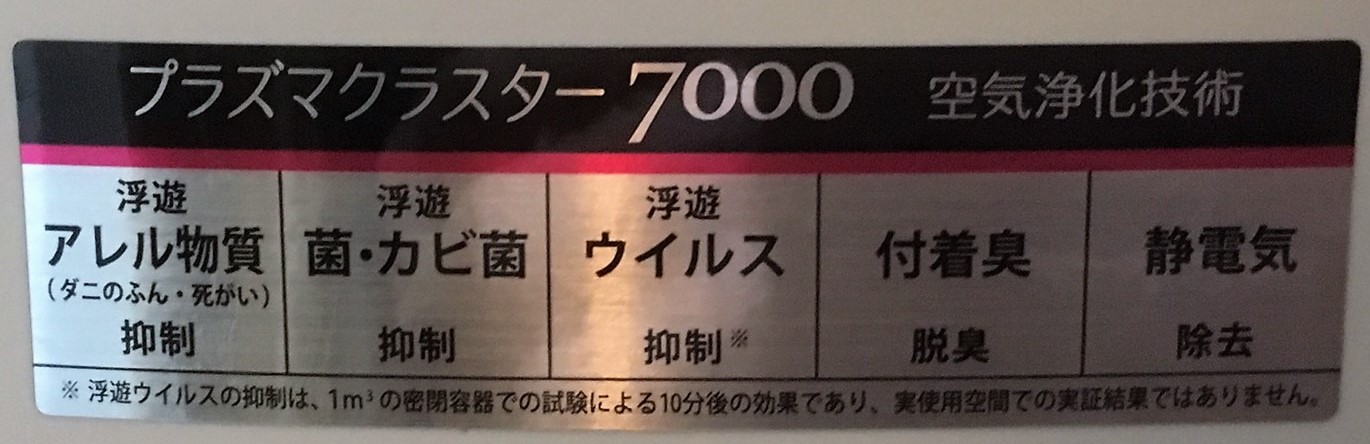 プラズマクラスター 7000 空気浄化技術
浮遊
アレル物質
(ダニのふん・死がい)
抑制
浮遊
菌・カビ菌
抑制
浮遊
ウイルス
抑制※
付着臭
脱臭
静電気
除去
※ 浮遊ウイルスの抑制は、1m³の密閉容器での試験による10分後の効果であり、実使用空間での実証結果ではありません。